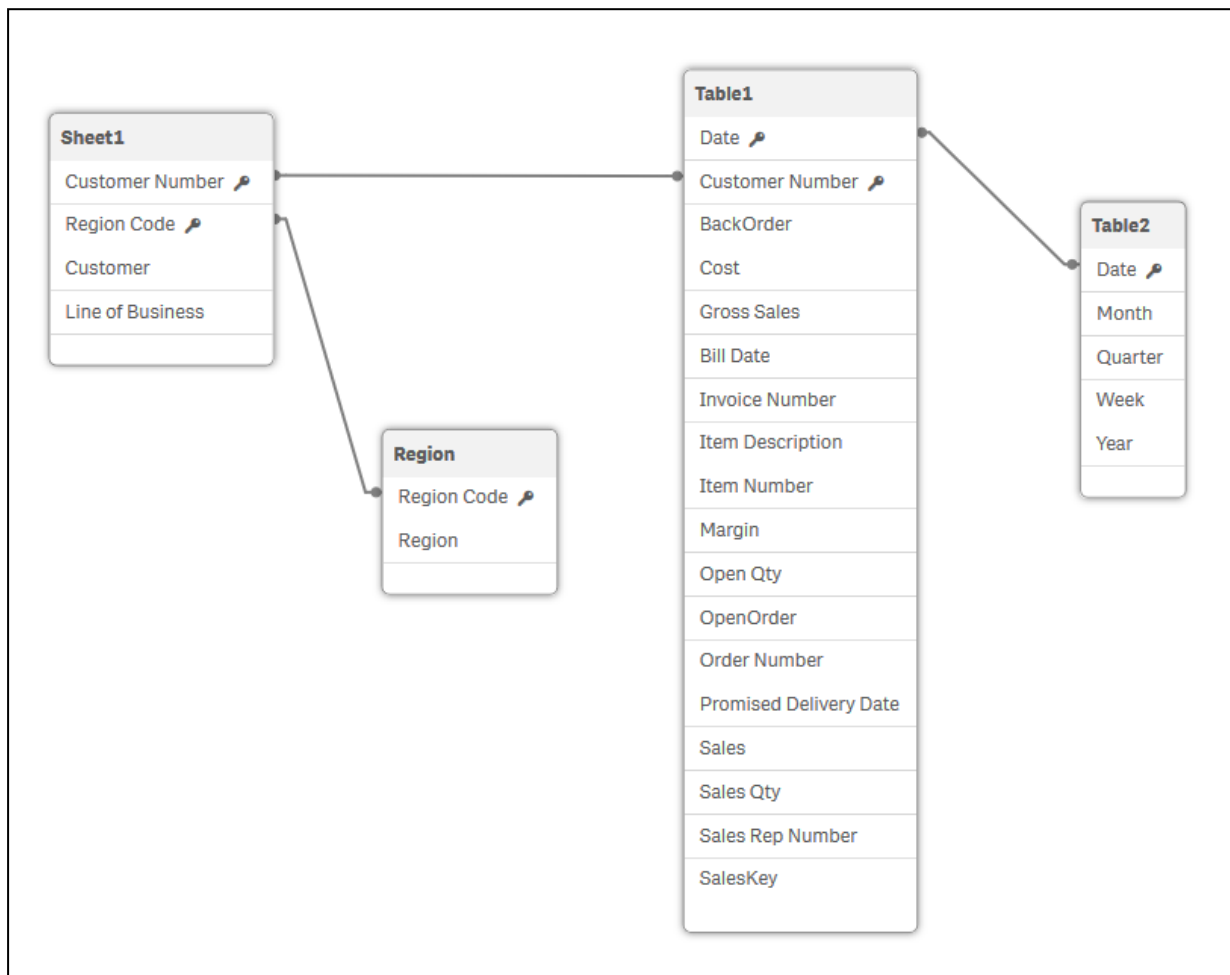 Sheet1
Customer Number
Region Code
Customer
Line of Business
Region
Region Code
Region
Table1
Date
Customer Number
BackOrder
Cost
Gross Sales
Bill Date
Invoice Number
Item Description
Item Number
Margin
Open Qty
OpenOrder
Order Number
Promised Delivery Date
Sales
Sales Qty
Sales Rep Number
SalesKey
Table2
Date
Month
Quarter
Week
Year